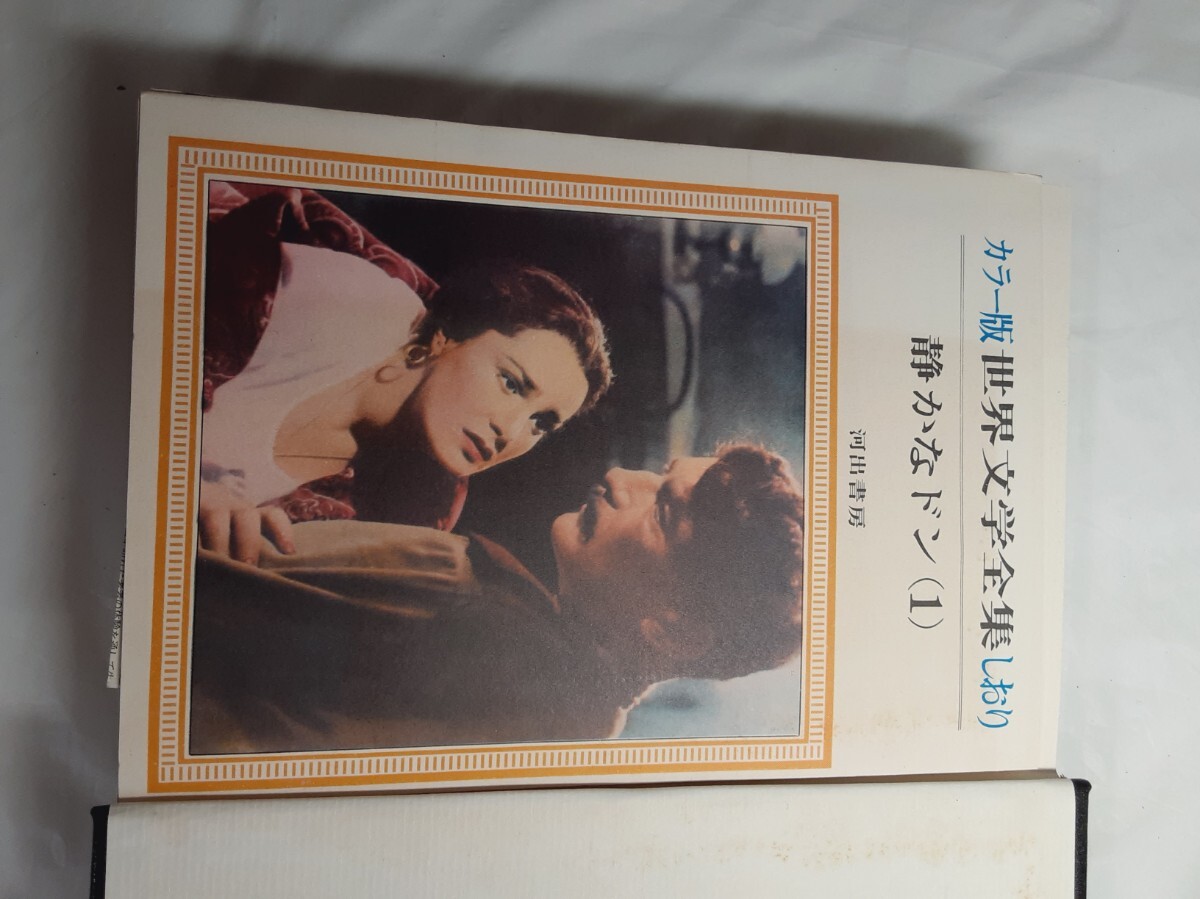 カラー版世界文学全集しおり
静かなドン(1)
河出書房